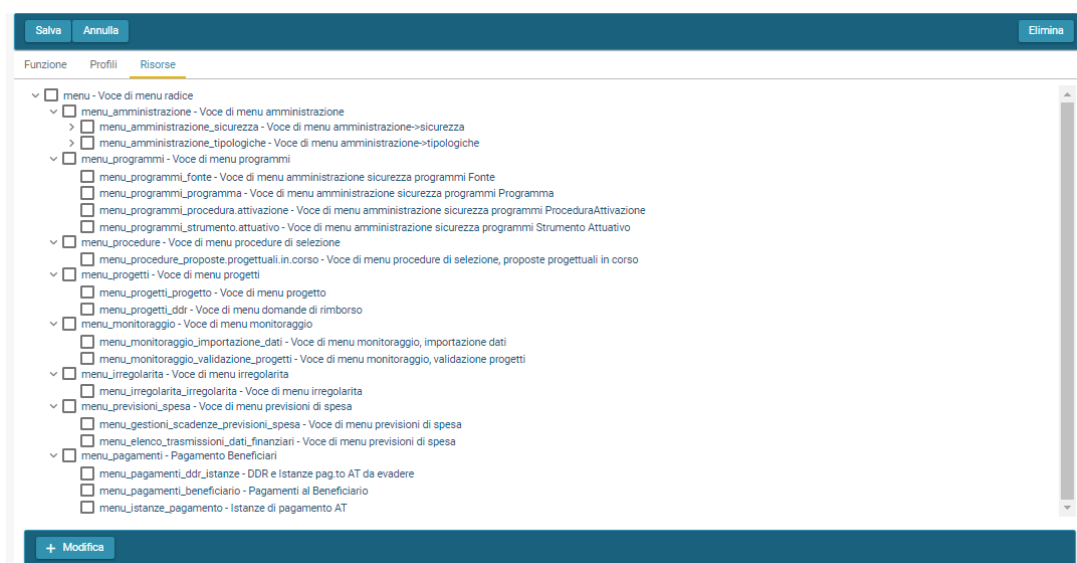 Salva Annulla Elimina
Funzione Profili Risorse
menu - Voce di menu radice
menu_amministrazione - Voce di menu amministrazione
menu_amministrazione_sicurezza - Voce di menu amministrazione->sicurezza
menu_amministrazione_tipologiche - Voce di menu amministrazione->tipologiche
menu_programmi - Voce di menu programmi
menu_programmi_fonte - Voce di menu amministrazione sicurezza programmi Fonte
menu_programmi_programma - Voce di menu amministrazione sicurezza programmi Programma
menu_programmi_procedura.attivazione - Voce di menu amministrazione sicurezza programmi ProceduraAttivazione
menu_programmi_strumento.attuativo - Voce di menu amministrazione sicurezza programmi Strumento Attuativo
menu_procedure - Voce di menu procedure di selezione
menu_procedure_proposte.progettuali.in.corso - Voce di menu procedure di selezione, proposte progettuali in corso
menu_progetti - Voce di menu progetti
menu_progetti_progetto - Voce di menu progetto
menu_progetti_ddr - Voce di menu domande di rimborso
menu_monitoraggio - Voce di menu monitoraggio
menu_monitoraggio_importazione_dati - Voce di menu monitoraggio, importazione dati
menu_monitoraggio_validazione_progetti - Voce di menu monitoraggio, validazione progetti
menu_irregolarita - Voce di menu irregolarita
menu_irregolarita_irregolarita - Voce di menu irregolarita
menu_previsioni_spesa - Voce di menu previsioni di spesa
menu_gestioni_scadenze_previsioni_spesa - Voce di menu previsioni di spesa
menu_elenco_trasmissioni_dati_finanziari - Voce di menu previsioni di spesa
menu_pagamenti - Pagamento Beneficiari
menu_pagamenti_ddr_istanze - DDR e Istanze pag.to AT da evadere
menu_pagamenti_beneficiario - Pagamenti al Beneficiario
menu_istanze_pagamento - Istanze di pagamento AT
+ Modifica